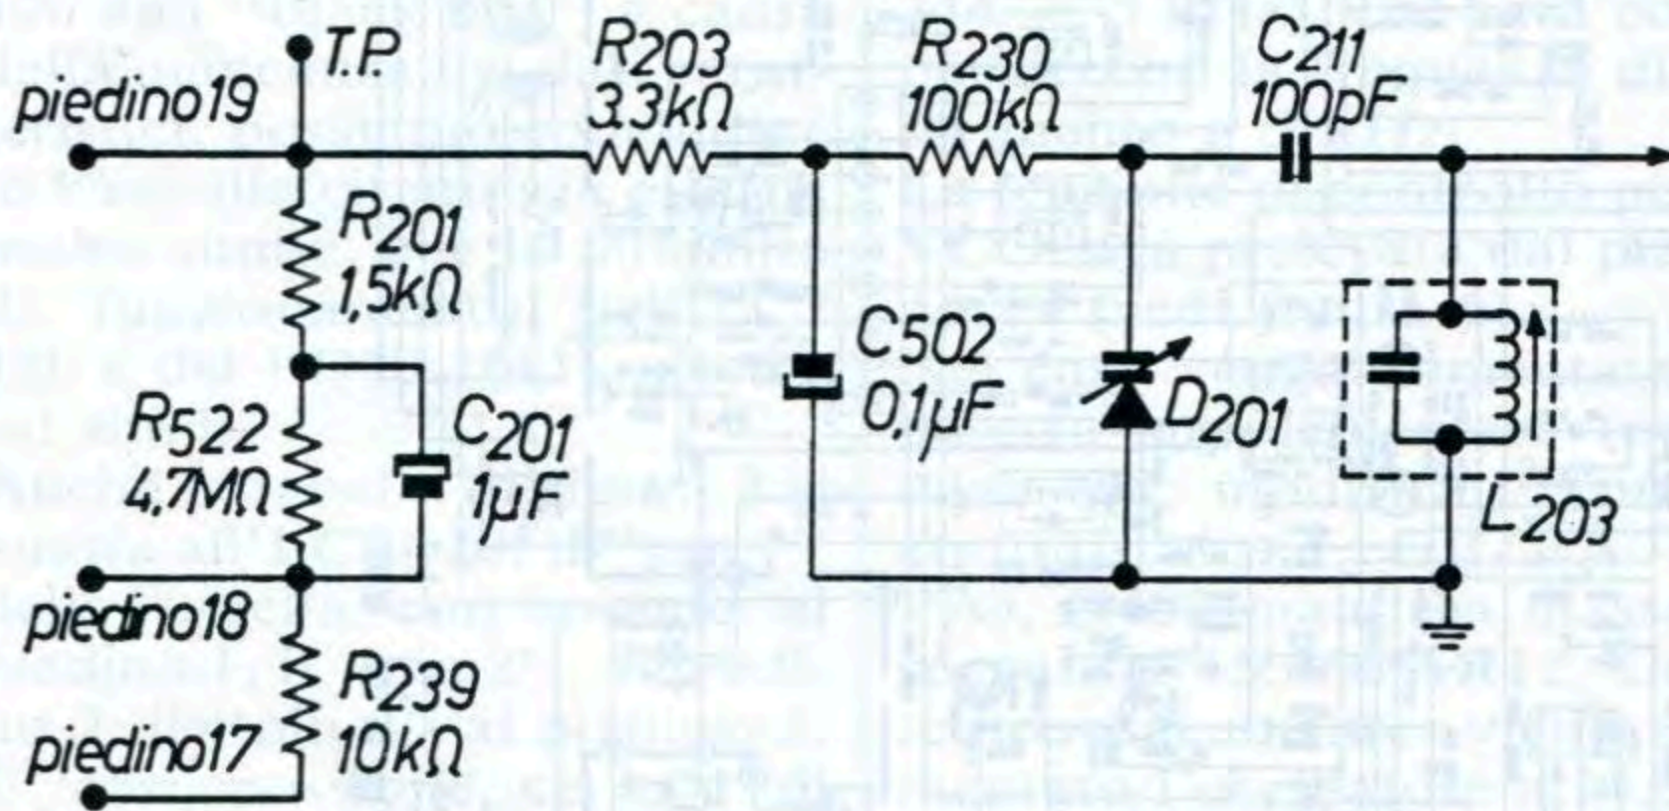 T.P.
piedino19
R203
3.3kΩ
R230
100kΩ
C211
100pF
R201
1,5kΩ
R522
4,7MΩ
C201
1µF
C502
0,1µF
D201
L203
piedino18
R239
10kΩ
piedino17